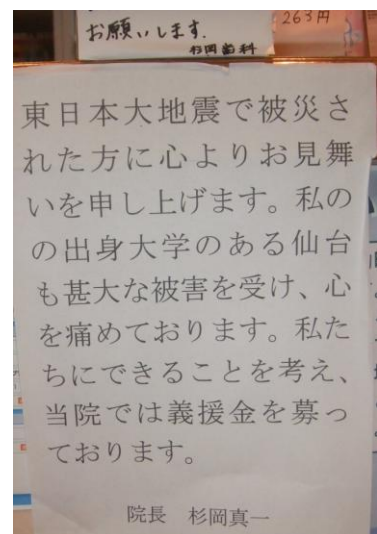 お願いします.
杉岡歯科
263円
東日本大地震で被災さ
れた方に心よりお見舞
いを申し上げます。私の
の出身大学のある仙台
も甚大な被害を受け、心
を痛めております。私た
ちにできることを考え、
当院では義援金を募っ
ております。
院長 杉岡真一